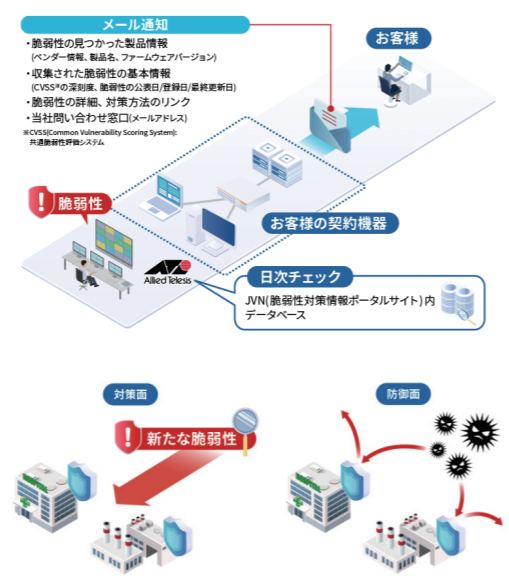 メール通知
・脆弱性の見つかった製品情報
(ベンダー情報、製品名、ファームウェアバージョン)
・収集された脆弱性の基本情報
(CVSS※の深刻度、脆弱性の公表日/登録日/最終更新日)
・脆弱性の詳細、対策方法のリンク
・当社問い合わせ窓口(メールアドレス)
※CVSS(Common Vulnerability Scoring System):
共通脆弱性評価システム
お客様
脆弱性
お客様の契約機器
Allied Telesis
日次チェック
JVN(脆弱性対策情報ポータルサイト)内
データベース
対策面
新たな脆弱性
HOSPITAL
防御面
HOSPITAL